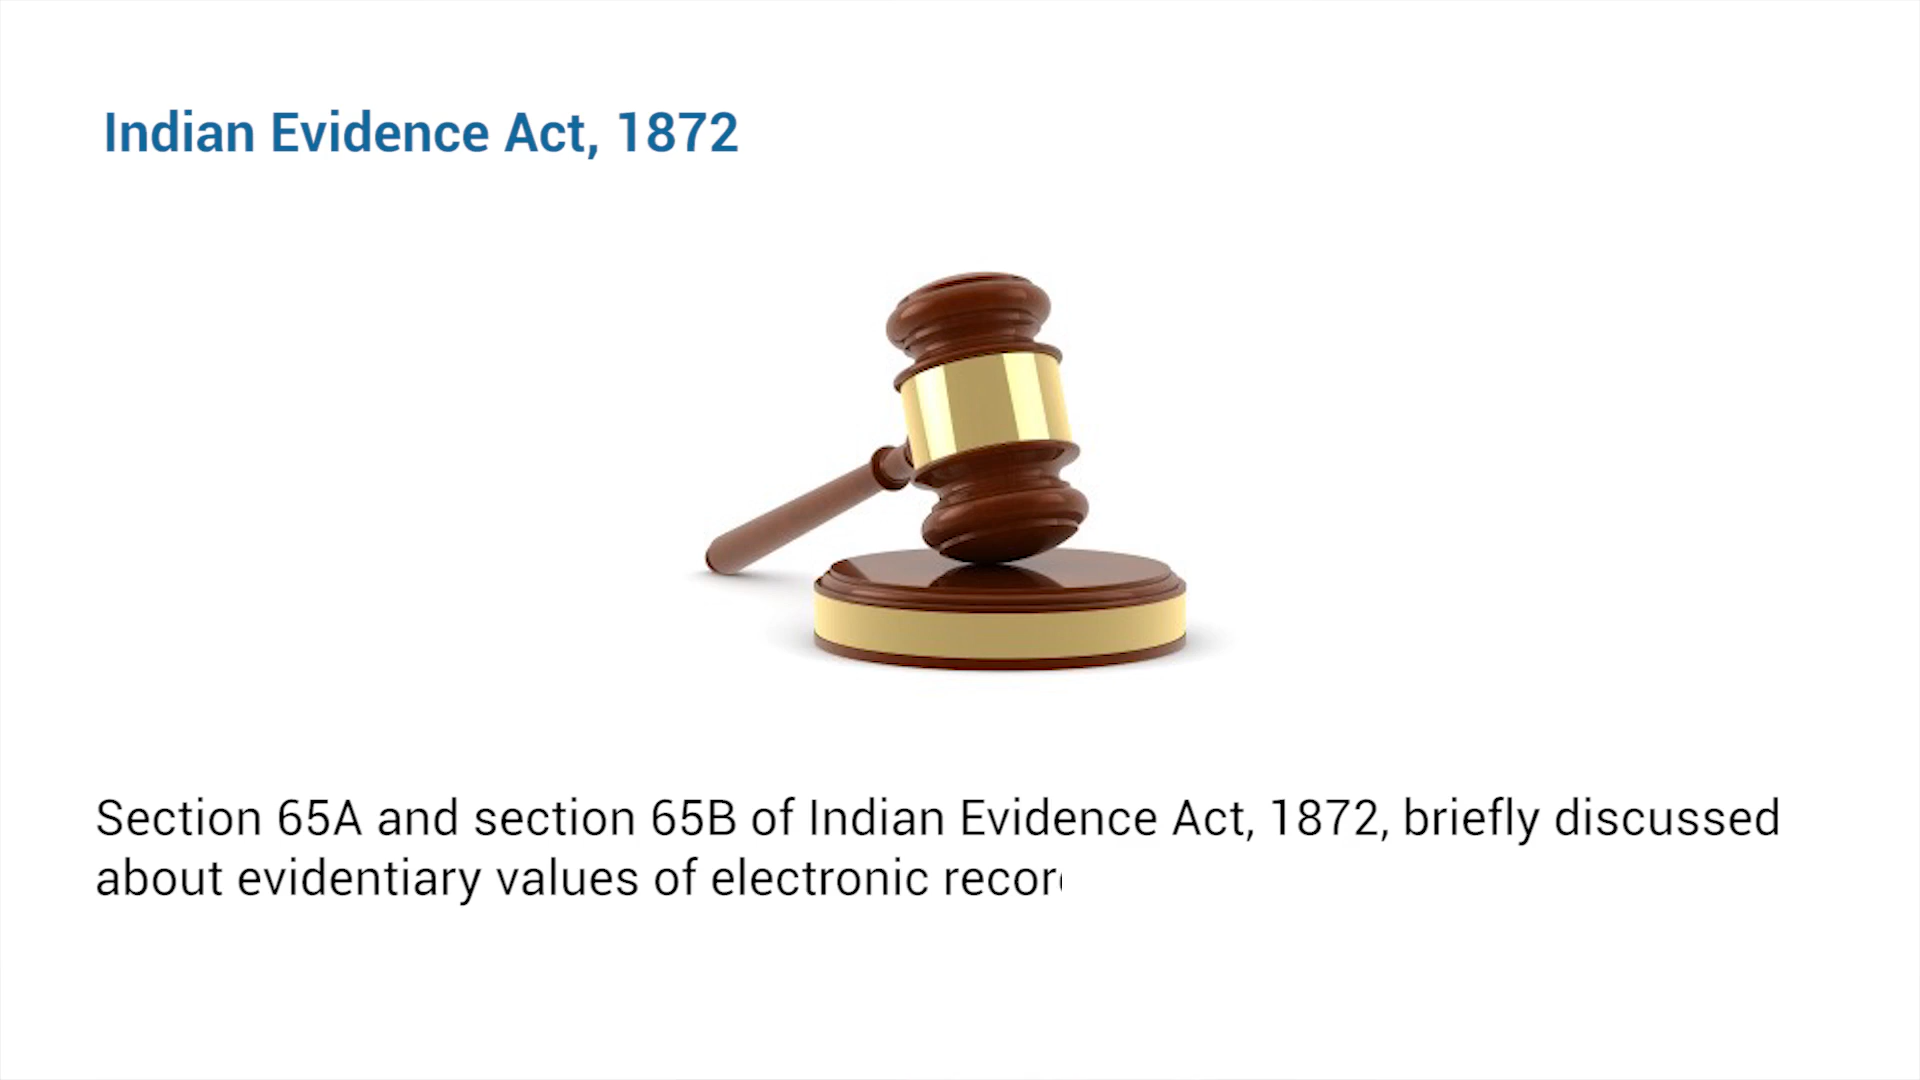 Indian Evidence Act, 1872
Section 65A and section 65B of Indian Evidence Act, 1872, briefly discussed
about evidentiary values of electronic recor